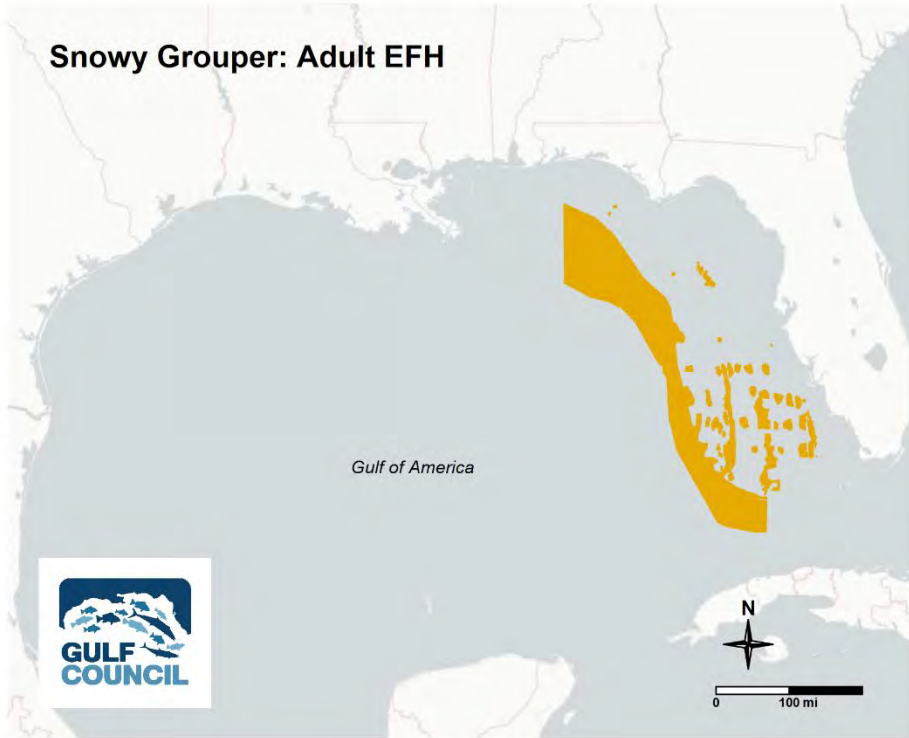 Snowy Grouper: Adult EFH
Gulf of America
GULF
COUNCIL
N
0 100 mi